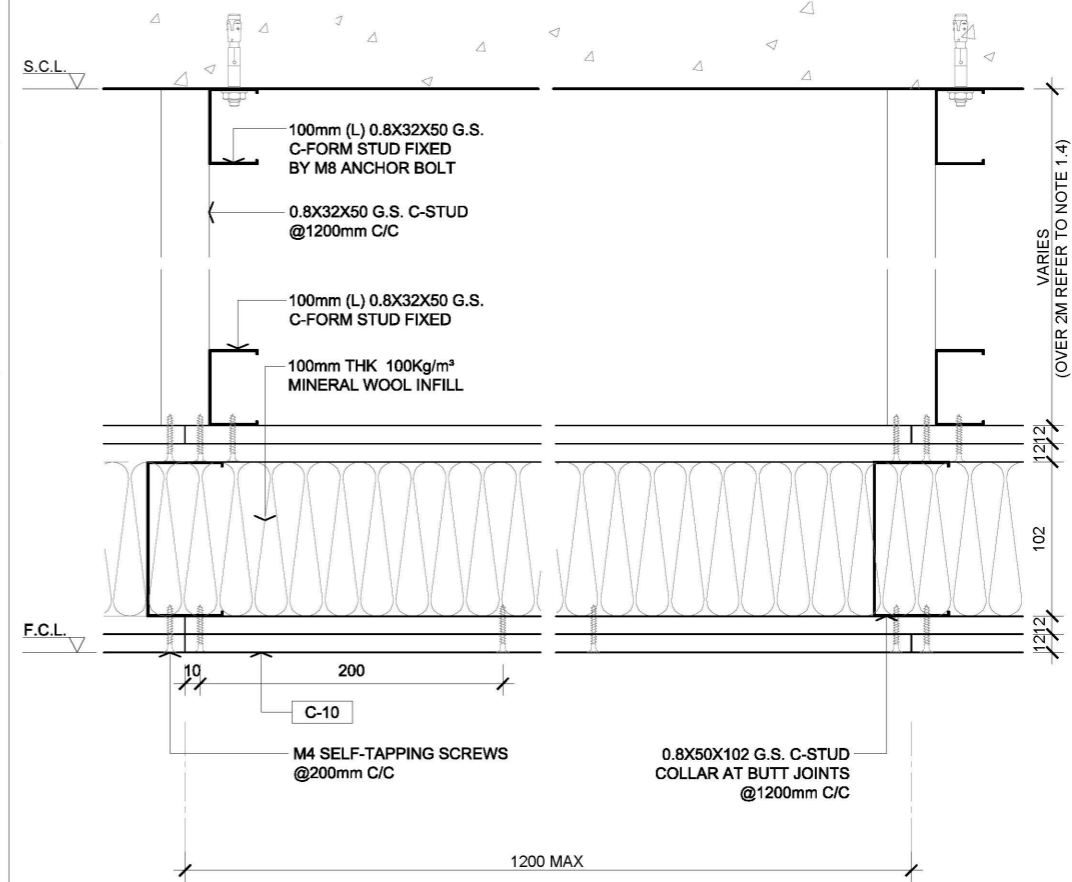 S.C.L.
100mm (L) 0.8X32X50 G.S.
C-FORM STUD FIXED
BY M8 ANCHOR BOLT
0.8X32X50 G.S. C-STUD
@1200mm C/C
100mm (L) 0.8X32X50 G.S.
C-FORM STUD FIXED
100mm THK 100Kg/m³
MINERAL WOOL INFILL
VARIES
(OVER 2M REFER TO NOTE 1.4)
12
12
102
12
12
F.C.L.
10
200
C-10
M4 SELF-TAPPING SCREWS
@200mm C/C
0.8X50X102 G.S. C-STUD
COLLAR AT BUTT JOINTS
@1200mm C/C
1200 MAX